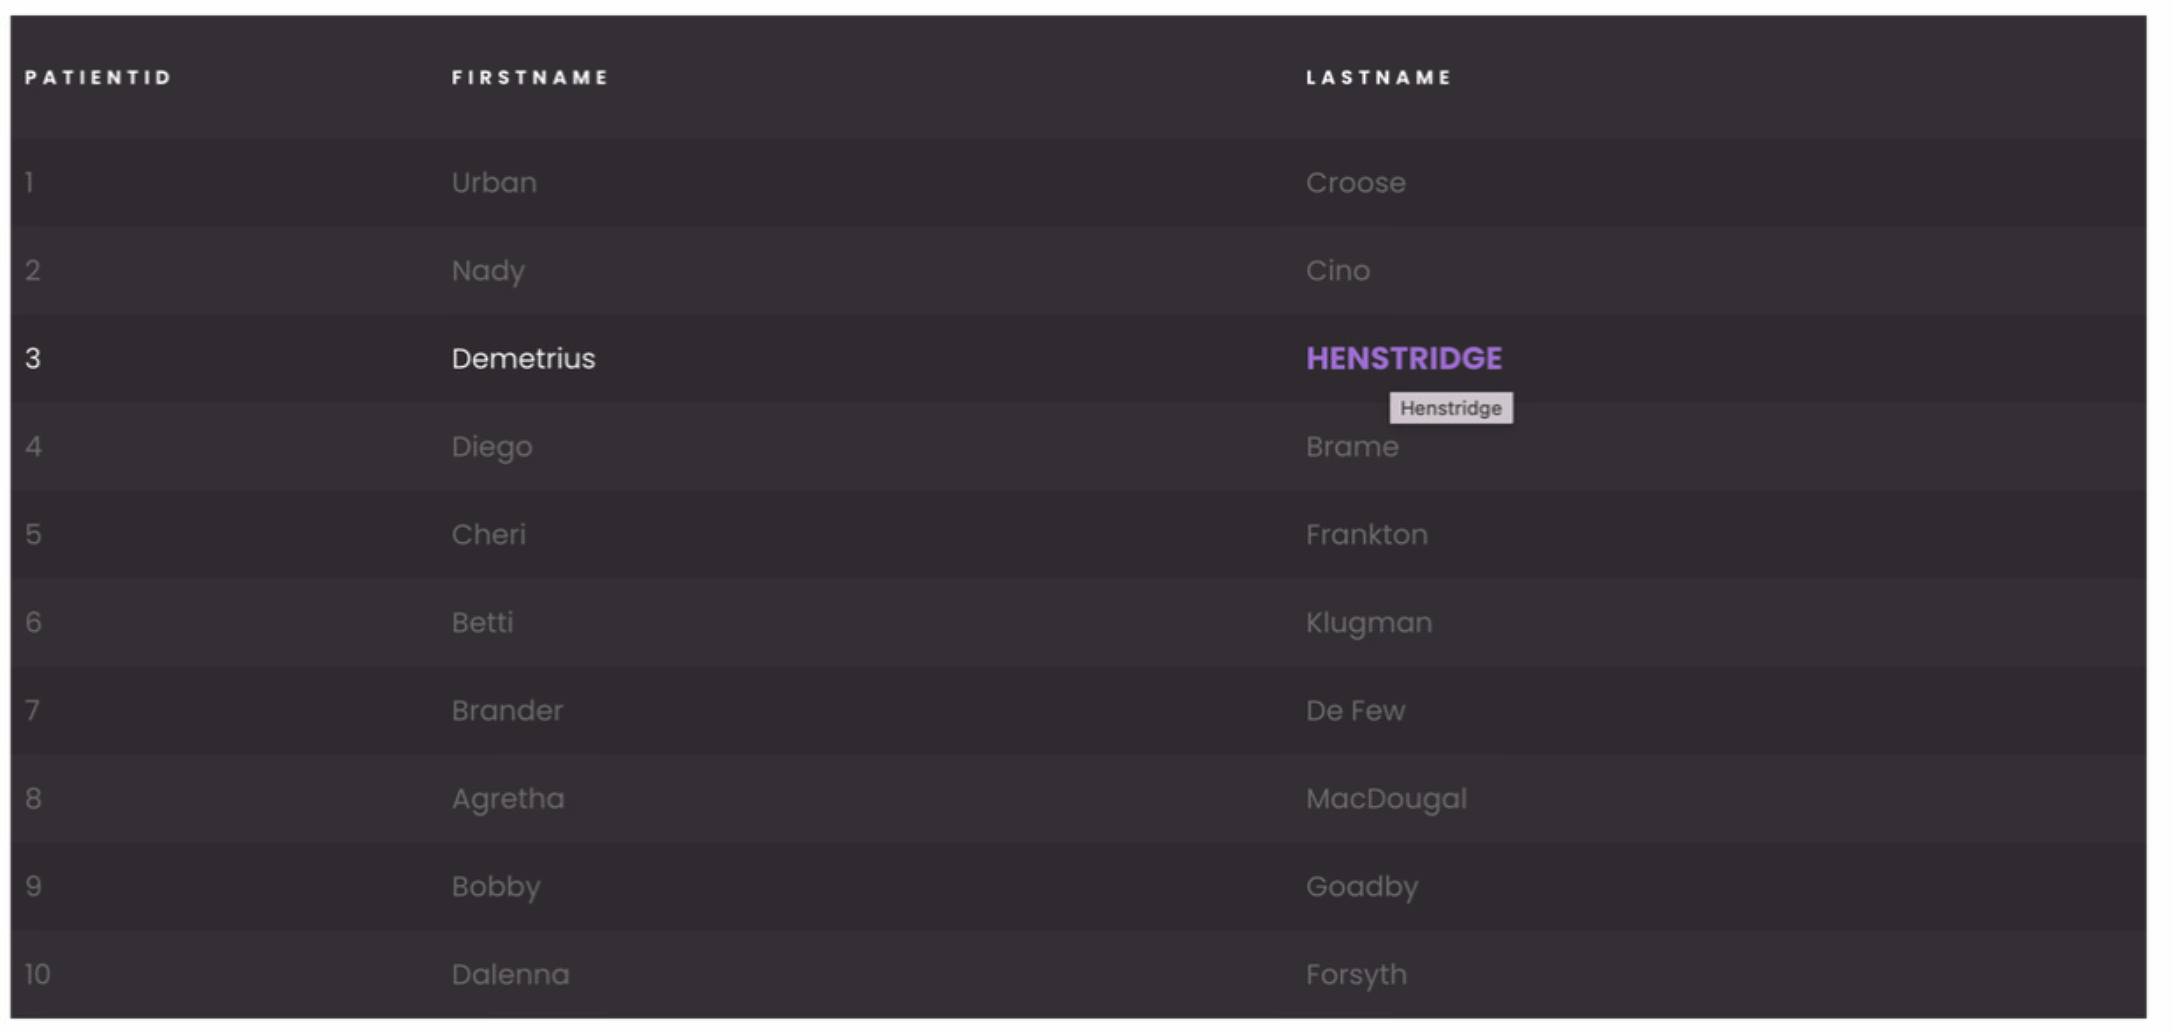 PATIENTID FIRSTNAME LASTNAME
1 Urban Croose
2 Nady Cino
3 Demetrius HENSTRIDGE
Henstridge
4 Diego Brame
5 Cheri Frankton
6 Betti Klugman
7 Brander De Few
8 Agretha MacDougal
9 Bobby Goadby
10 Dalenna Forsyth